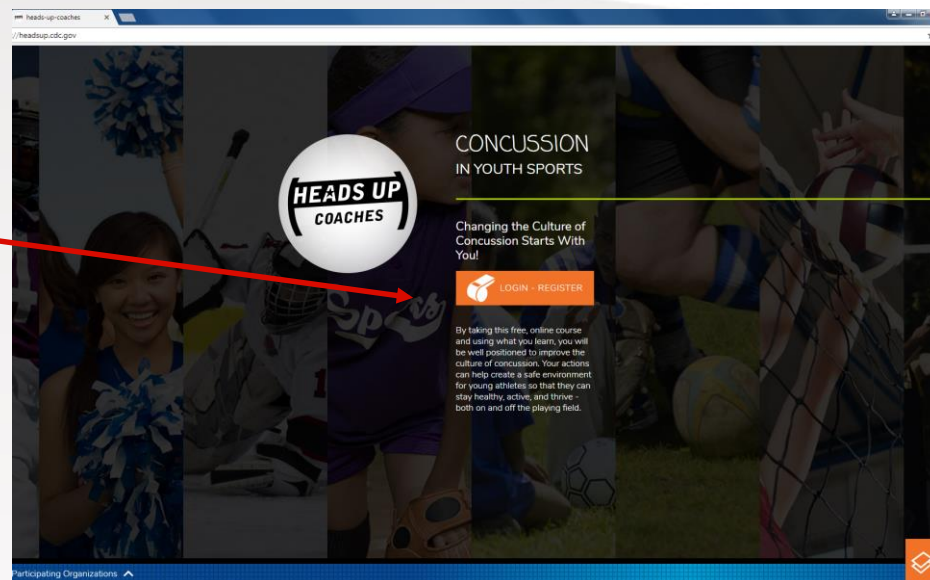 heads-up-coaches
//headsup.cdc.gov
CONCUSSION
IN YOUTH SPORTS
HEADS UP
COACHES
Changing the Culture of
Concussion Starts With
You!
LOGIN - REGISTER
By taking this free, online course
and using what you learn, you will
be well positioned to improve the
culture of concussion. Your actions
can help create a safe environment
for young athletes so that they can
stay healthy, active, and thrive -
both on and off the playing field.
Participating Organizations